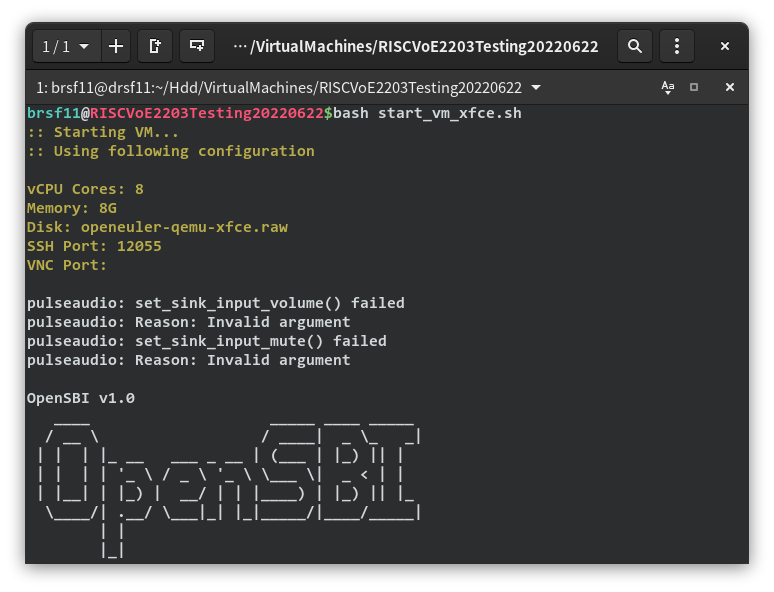 1 / 1
··· /VirtualMachines/RISCVoE2203Testing20220622
1: brsf11@drsf11:~/Hdd/VirtualMachines/RISCVoE2203Testing20220622
Aa
brsf11@RISCVoE2203Testing20220622$bash start_vm_xfce.sh
:: Starting VM...
:: Using following configuration
vCPU Cores: 8
Memory: 8G
Disk: openeuler-qemu-xfce.raw
SSH Port: 12055
VNC Port:
pulseaudio: set_sink_input_volume() failed
pulseaudio: Reason: Invalid argument
pulseaudio: set_sink_input_mute() failed
pulseaudio: Reason: Invalid argument
OpenSBI v1.0
OpenSBI